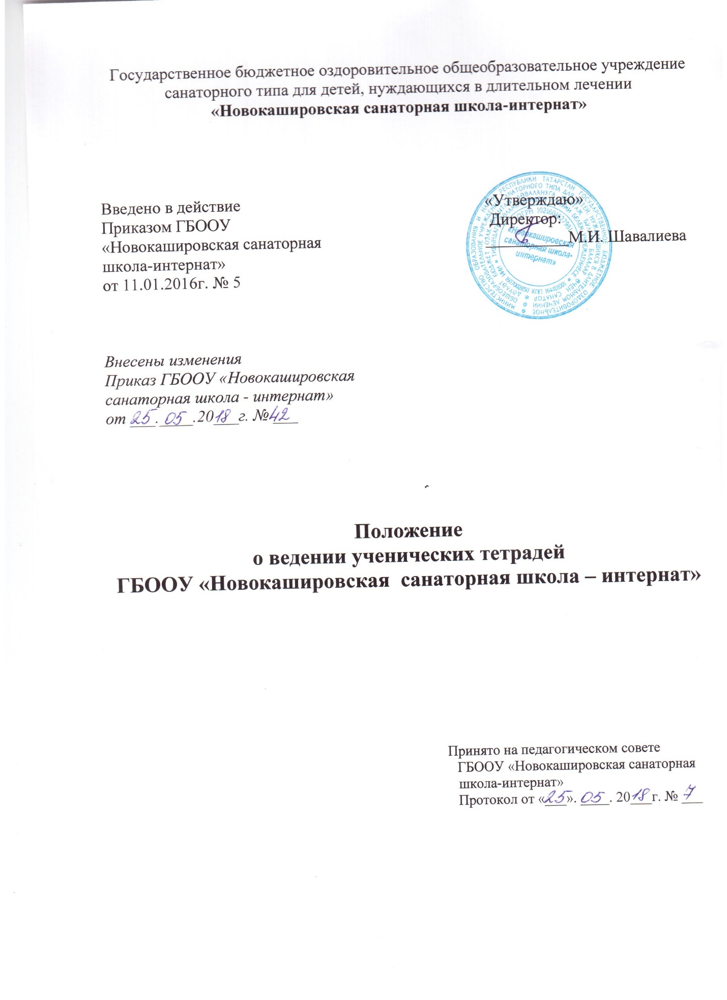 Государственное бюджетное оздоровительное общеобразовательное учреждение
санаторного типа для детей, нуждающихся в длительном лечении
«Новокашировская санаторная школа-интернат»
Введено в действие
Приказом ГБООУ
«Новокашировская санаторная
школа-интернат»
от 11.01.2016г. № 5
«Утверждаю»
Директор:
М.И. Шавалиева
«Новокашировская
санаторная школа-
интернат»
Внесены изменения
Приказ ГБООУ «Новокашировская
санаторная школа - интернат»
от 25.05.2018г. №42
Положение
о ведении ученических тетрадей
ГБООУ «Новокашировская санаторная школа – интернат»
Принято на педагогическом совете
ГБООУ «Новокашировская санаторная
школа-интернат»
Протокол от «25». 05. 2018г. № 7